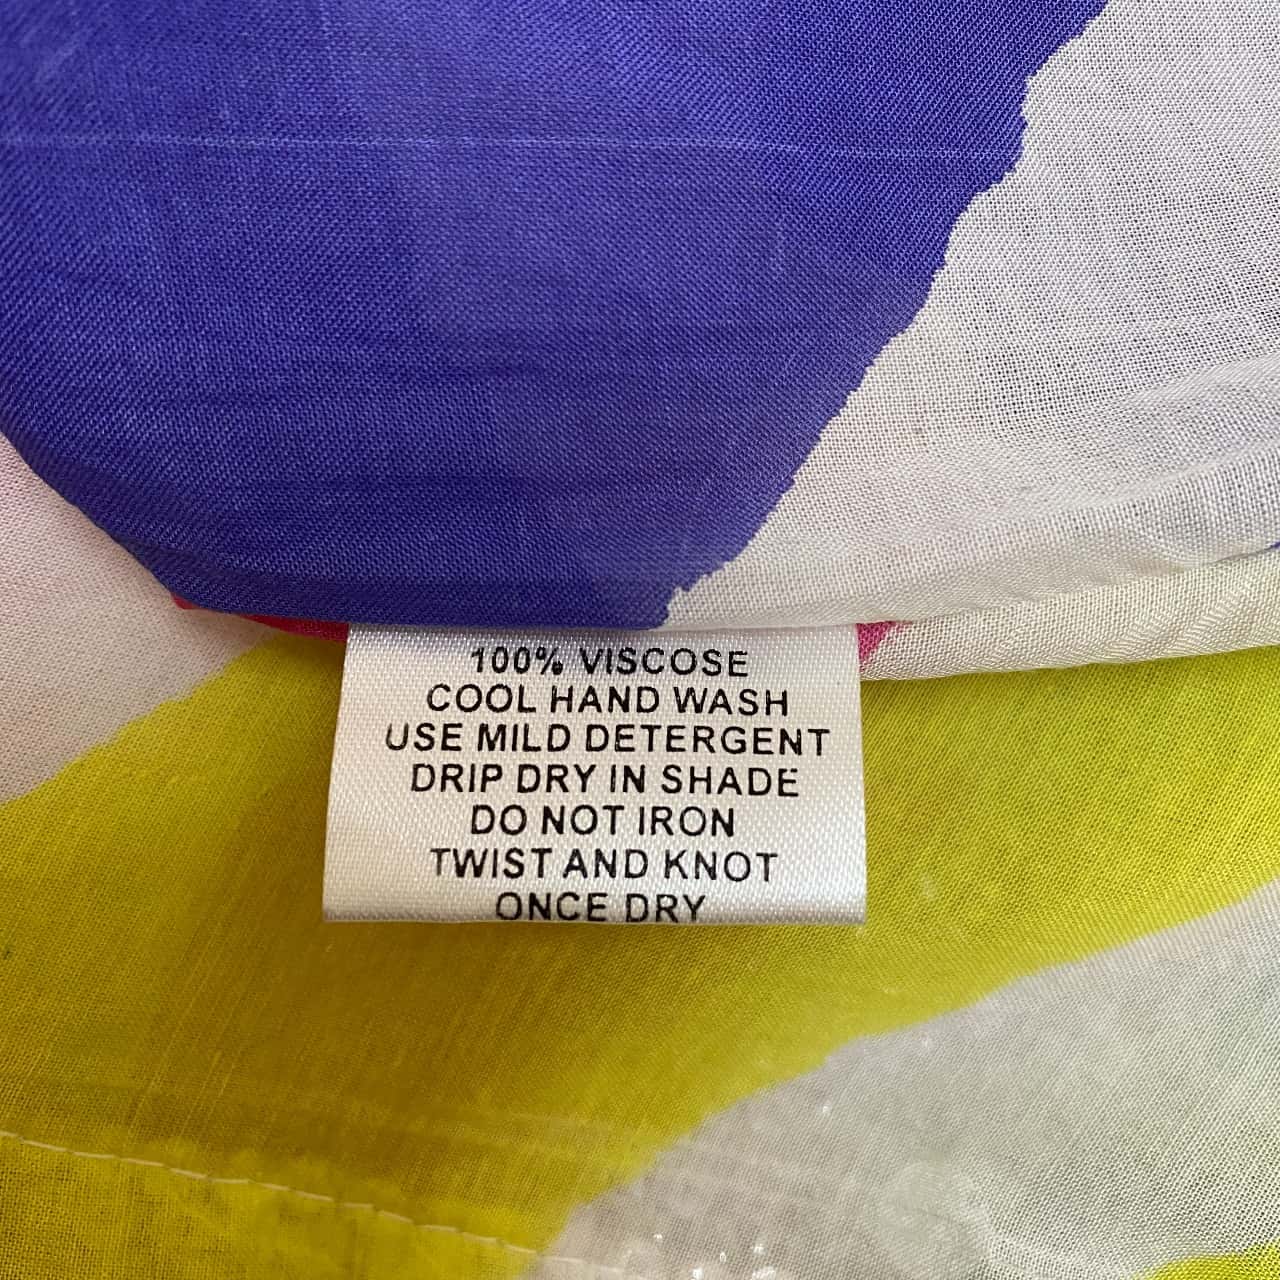 100% VISCOSE
COOL HAND WASH
USE MILD DETERGENT
DRIP DRY IN SHADE
DO NOT IRON
TWIST AND KNOT
ONCE DRY